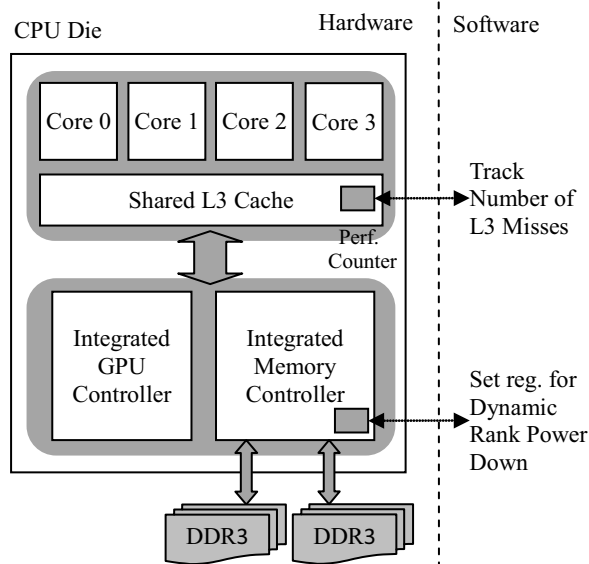 CPU Die
Hardware
Software
Core 0
Core 1
Core 2
Core 3
Shared L3 Cache
Perf.
Counter
Track
Number of
L3 Misses
Integrated
GPU
Controller
Integrated
Memory
Controller
Set reg. for
Dynamic
Rank Power
Down
DDR3
DDR3